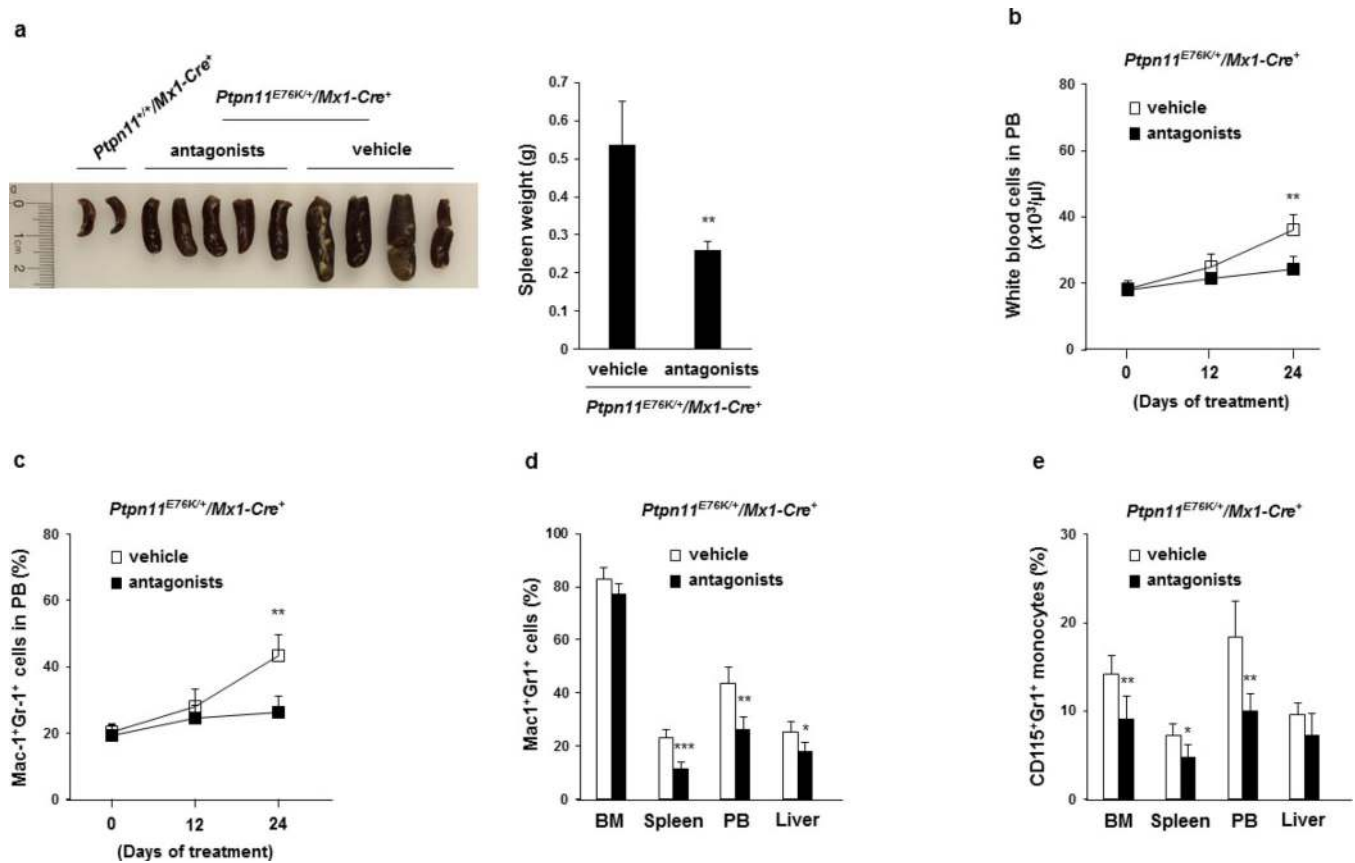 a
Ptpn11+/+/Mx1-Cre+
Ptpn11E76K/+/Mx1-Cre+
antagonists
vehicle
0
0
1
cm
2
Spleen weight (g)
0.7
0.6
0.5
0.4
0.3
0.2
0.1
0
**
vehicle antagonists
Ptpn11E76K/+/Mx1-Cre+
b
Ptpn11E76K/+/Mx1-Cre+
vehicle
antagonists
White blood cells in PB
(x103/µl)
80
60
40
20
0
**
0 12 24
(Days of treatment)
c
Ptpn11E76K/+/Mx1-Cre+
vehicle
antagonists
Mac-1+Gr-1+ cells in PB (%)
80
60
40
20
0
**
0 12 24
(Days of treatment)
d
Ptpn11E76K/+/Mx1-Cre+
vehicle
antagonists
Mac1+Gr1+ cells (%)
100
80
60
40
20
0
*** ** *
BM Spleen PB Liver
e
Ptpn11E76K/+/Mx1-Cre+
vehicle
antagonists
CD115+Gr1+ monocytes (%)
30
20
10
0
** * **
BM Spleen PB Liver